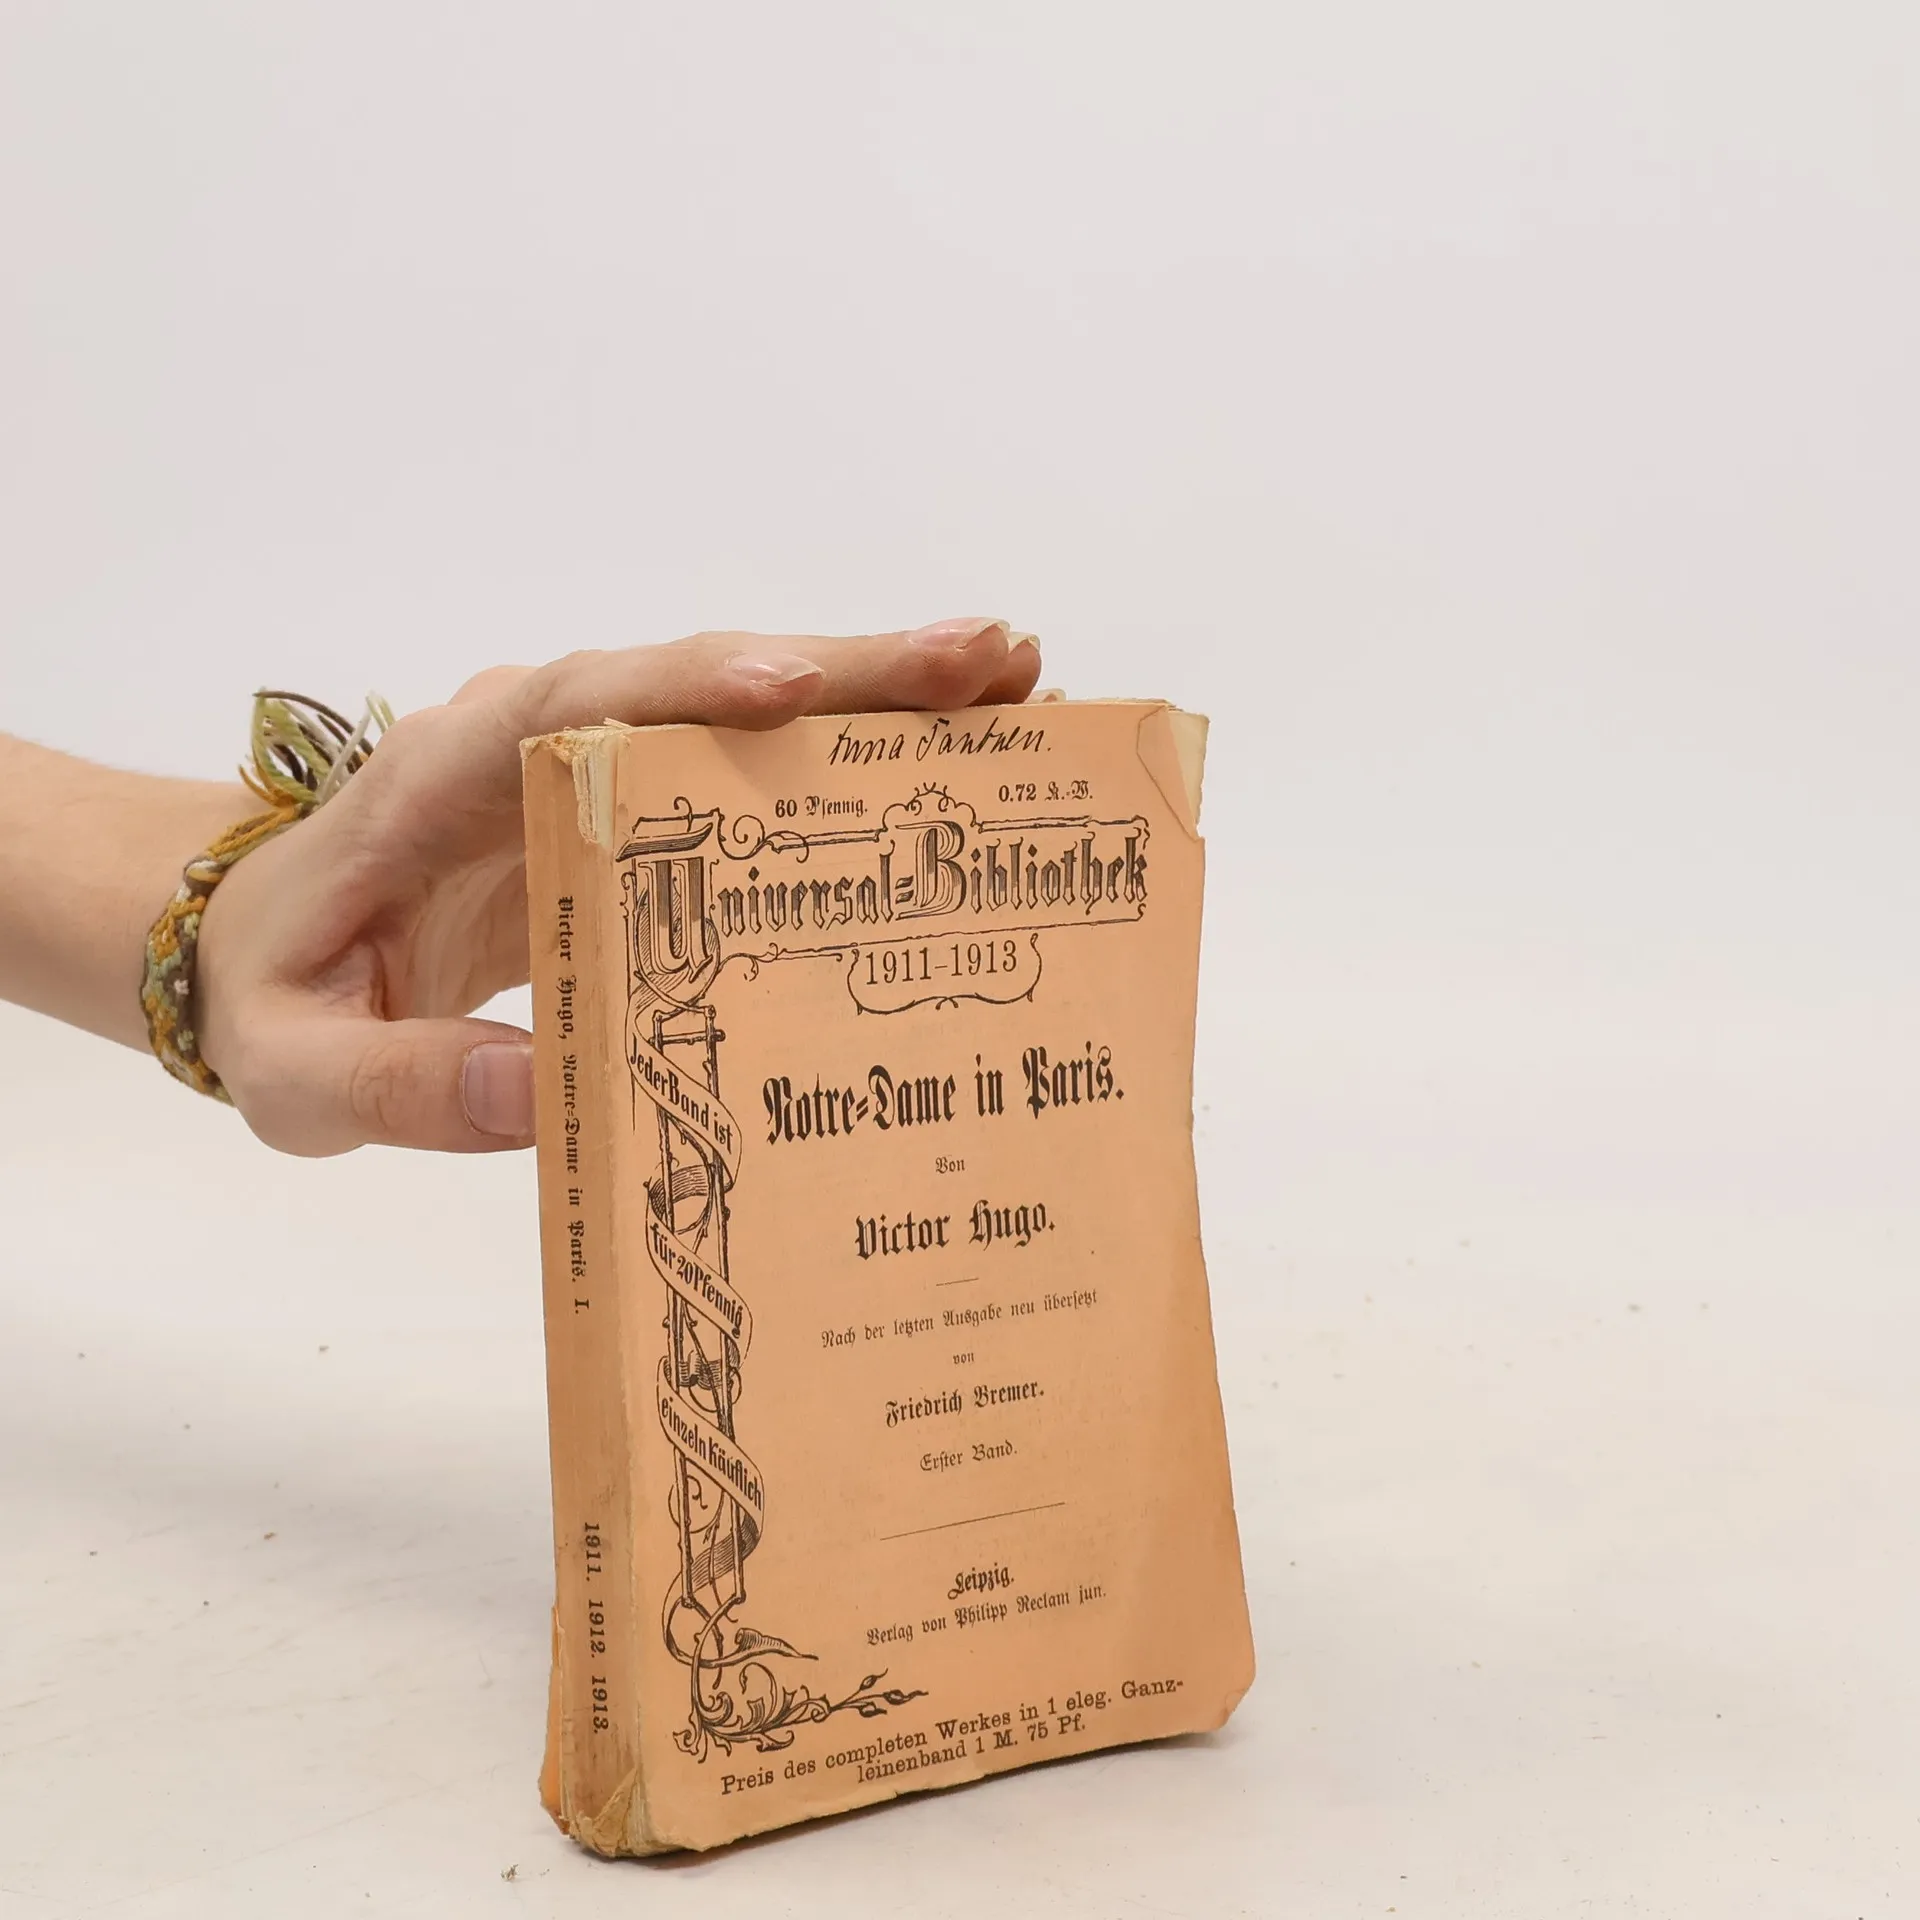 Anna
60 Pfennig. 0.72 K.-W.
Universal-Bibliothek
1911–1913
Jeder Band ist
für 20 Pfennig
einzeln käuflich
Notre-Dame in Paris.
Von
Victor Hugo.
Nach der letzten Ausgabe neu übersetzt
von
Friedrich Bremer.
Erster Band.
Leipzig.
Verlag von Philipp Reclam jun.
Preis des completen Werkes in 1 eleg. Ganz-
leinenband 1 M. 75 Pf.
Victor Hugo, Notre-Dame in Paris. I. 1911. 1912. 1913.